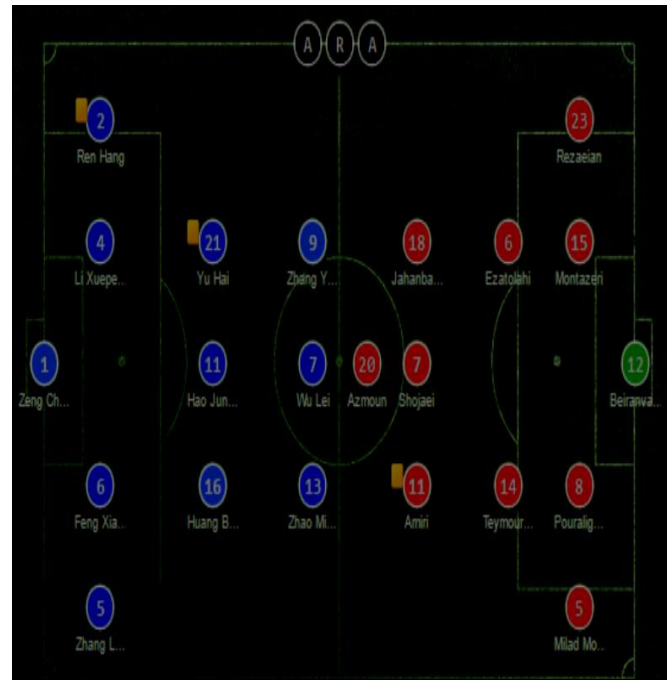 A R A
2
Ren Hang
23
Rezaeian
4
Li Xuepe...
21
Yu Hai
9
Zhang Y...
18
Jahanba...
6
Ezatolahi
15
Montazeri
1
Zeng Ch...
11
Hao Jun...
7
Wu Lei
20
Azmoun
7
Shojaei
12
Beiranva...
6
Feng Xia...
16
Huang B...
13
Zhao Mi...
11
Amiri
14
Teymour...
8
Pouralig...
5
Zhang L...
5
Milad Mo...